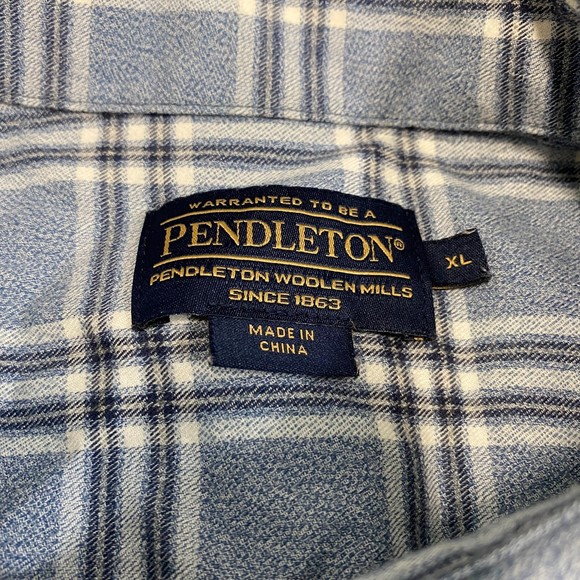 WARRANTED TO BE A
PENDLETON®
PENDLETON WOOLEN MILLS
SINCE 1863
XL
MADE IN
CHINA